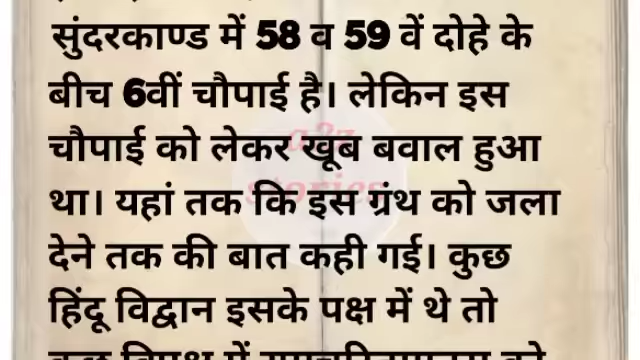 सुंदरकाण्ड में 58 व 59 वें दोहे के
बीच 6वीं चौपाई है। लेकिन इस
चौपाई को लेकर खूब बवाल हुआ
था। यहां तक कि इस ग्रंथ को जला
देने तक की बात कही गई। कुछ
हिंदू विद्वान इसके पक्ष में थे तो